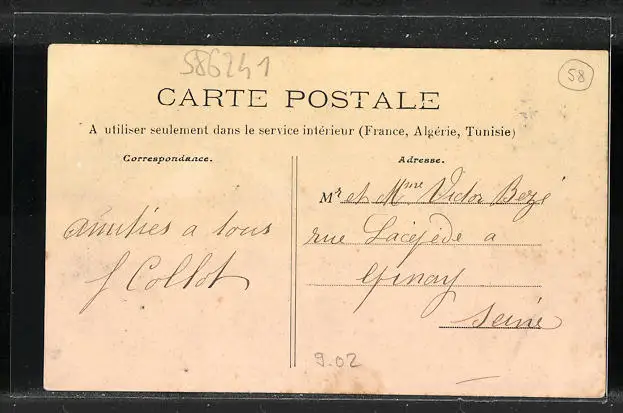 586241
58
CARTE POSTALE
A utiliser seulement dans le service intérieur (France, Algérie, Tunisie)
Correspondance.
Adresse.
amitiés a tous
J Collot
Mr et Mme Victor Bezé
rue Lacépède a
Epinay
Seine
9.02